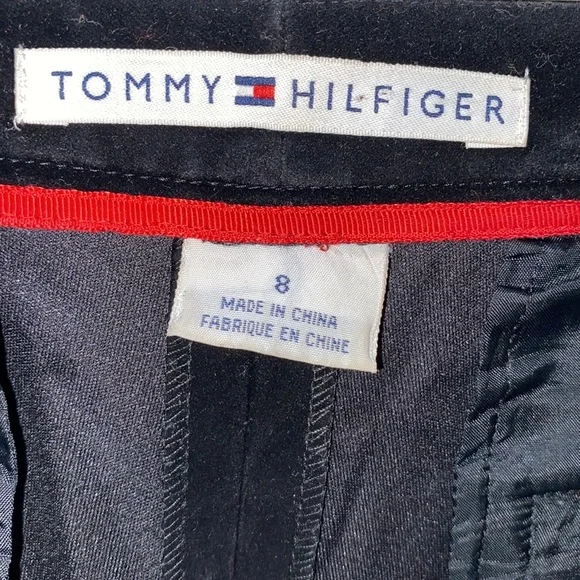 TOMMY HILFIGER
8
MADE IN CHINA
FABRIQUE EN CHINE